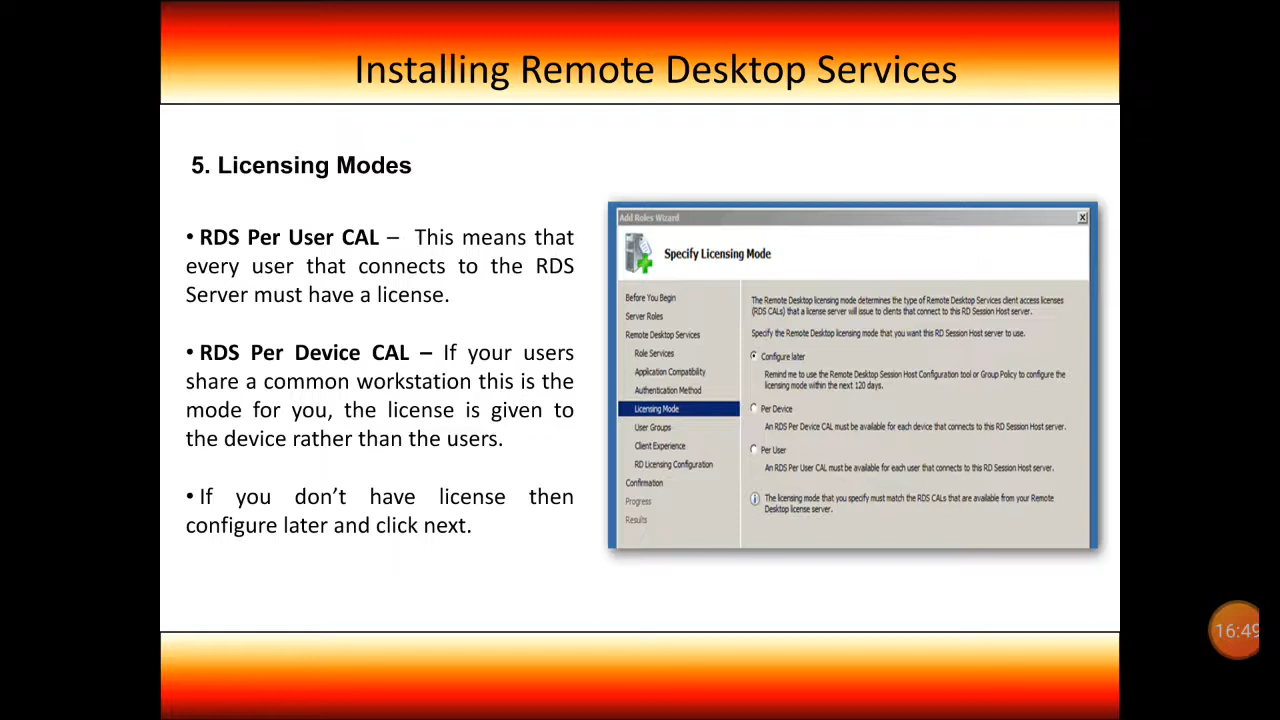 Installing Remote Desktop Services
5. Licensing Modes
• RDS Per User CAL – This means that
every user that connects to the RDS
Server must have a license.
• RDS Per Device CAL – If your users
share a common workstation this is the
mode for you, the license is given to
the device rather than the users.
• If you don’t have license then
configure later and click next.
Add Roles Wizard
Specify Licensing Mode
Before You Begin
Server Roles
Remote Desktop Services
Role Services
Application Compatibility
Authentication Method
Licensing Mode
User Groups
Client Experience
RD Licensing Configuration
Confirmation
Progress
Results
The Remote Desktop licensing mode determines the type of Remote Desktop Services client access licenses
(RDS CALs) that a license server will issue to clients that connect to this RD Session Host server.
Specify the Remote Desktop licensing mode that you want this RD Session Host server to use.
Configure later
Remind me to use the Remote Desktop Session Host Configuration tool or Group Policy to configure the
licensing mode within the next 120 days.
Per Device
An RDS Per Device CAL must be available for each device that connects to this RD Session Host server.
Per User
An RDS Per User CAL must be available for each user that connects to this RD Session Host server.
The licensing mode that you specify must match the RDS CALs that are available from your Remote
Desktop license server.
16:49